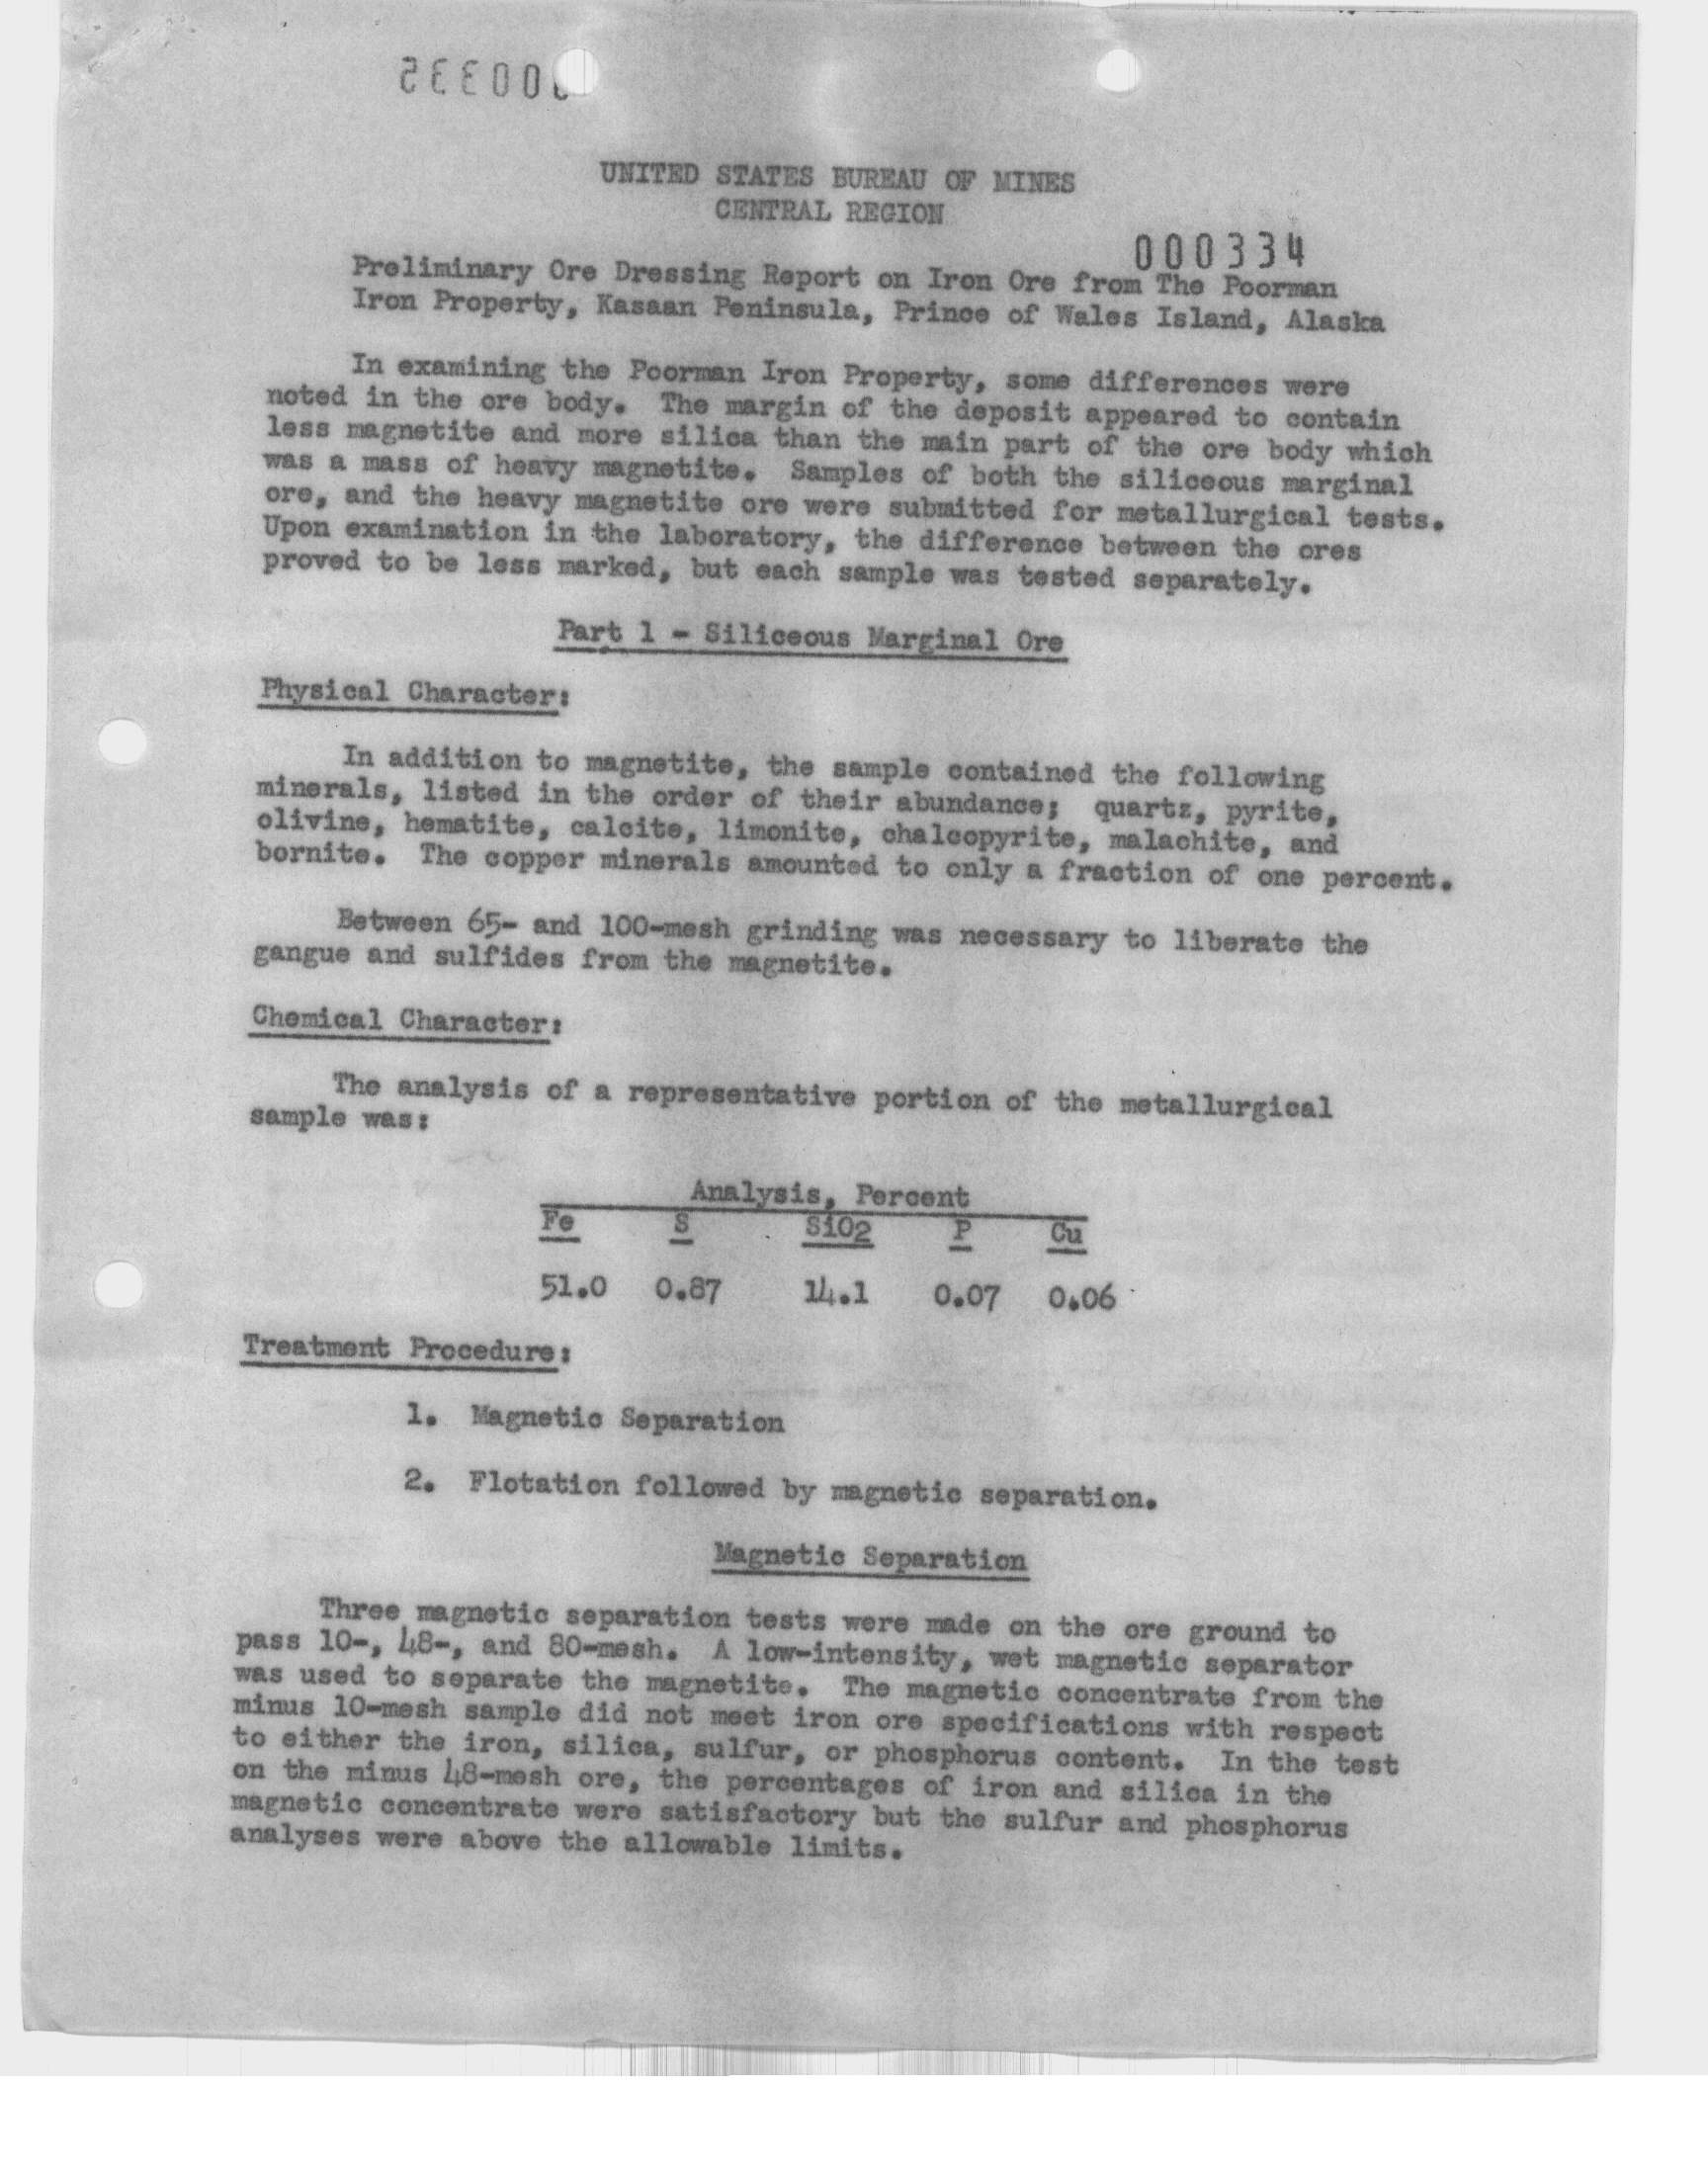 000335
UNITED STATES BUREAU OF MINES
CENTRAL REGION
000334
Preliminary Ore Dressing Report on Iron Ore from The Poorman
Iron Property, Kasaan Peninsula, Prince of Wales Island, Alaska
In examining the Poorman Iron Property, some differences were
noted in the ore body. The margin of the deposit appeared to contain
less magnetite and more silica than the main part of the ore body which
was a mass of heavy magnetite. Samples of both the siliceous marginal
ore, and the heavy magnetite ore were submitted for metallurgical tests.
Upon examination in the laboratory, the difference between the ores
proved to be less marked, but each sample was tested separately.
Part 1 - Siliceous Marginal Ore
Physical Character:
In addition to magnetite, the sample contained the following
minerals, listed in the order of their abundance; quartz, pyrite,
olivine, hematite, calcite, limonite, chalcopyrite, malachite, and
bornite. The copper minerals amounted to only a fraction of one percent.
Between 65- and 100-mesh grinding was necessary to liberate the
gangue and sulfides from the magnetite.
Chemical Character:
The analysis of a representative portion of the metallurgical
sample was:
Analysis, Percent
Fe S SiO2 P Cu
51.0 0.87 14.1 0.07 0.06
Treatment Procedure:
1. Magnetic Separation
2. Flotation followed by magnetic separation.
Magnetic Separation
Three magnetic separation tests were made on the ore ground to
pass 10-, 48-, and 80-mesh. A low-intensity, wet magnetic separator
was used to separate the magnetite. The magnetic concentrate from the
minus 10-mesh sample did not meet iron ore specifications with respect
to either the iron, silica, sulfur, or phosphorus content. In the test
on the minus 48-mesh ore, the percentages of iron and silica in the
magnetic concentrate were satisfactory but the sulfur and phosphorus
analyses were above the allowable limits.